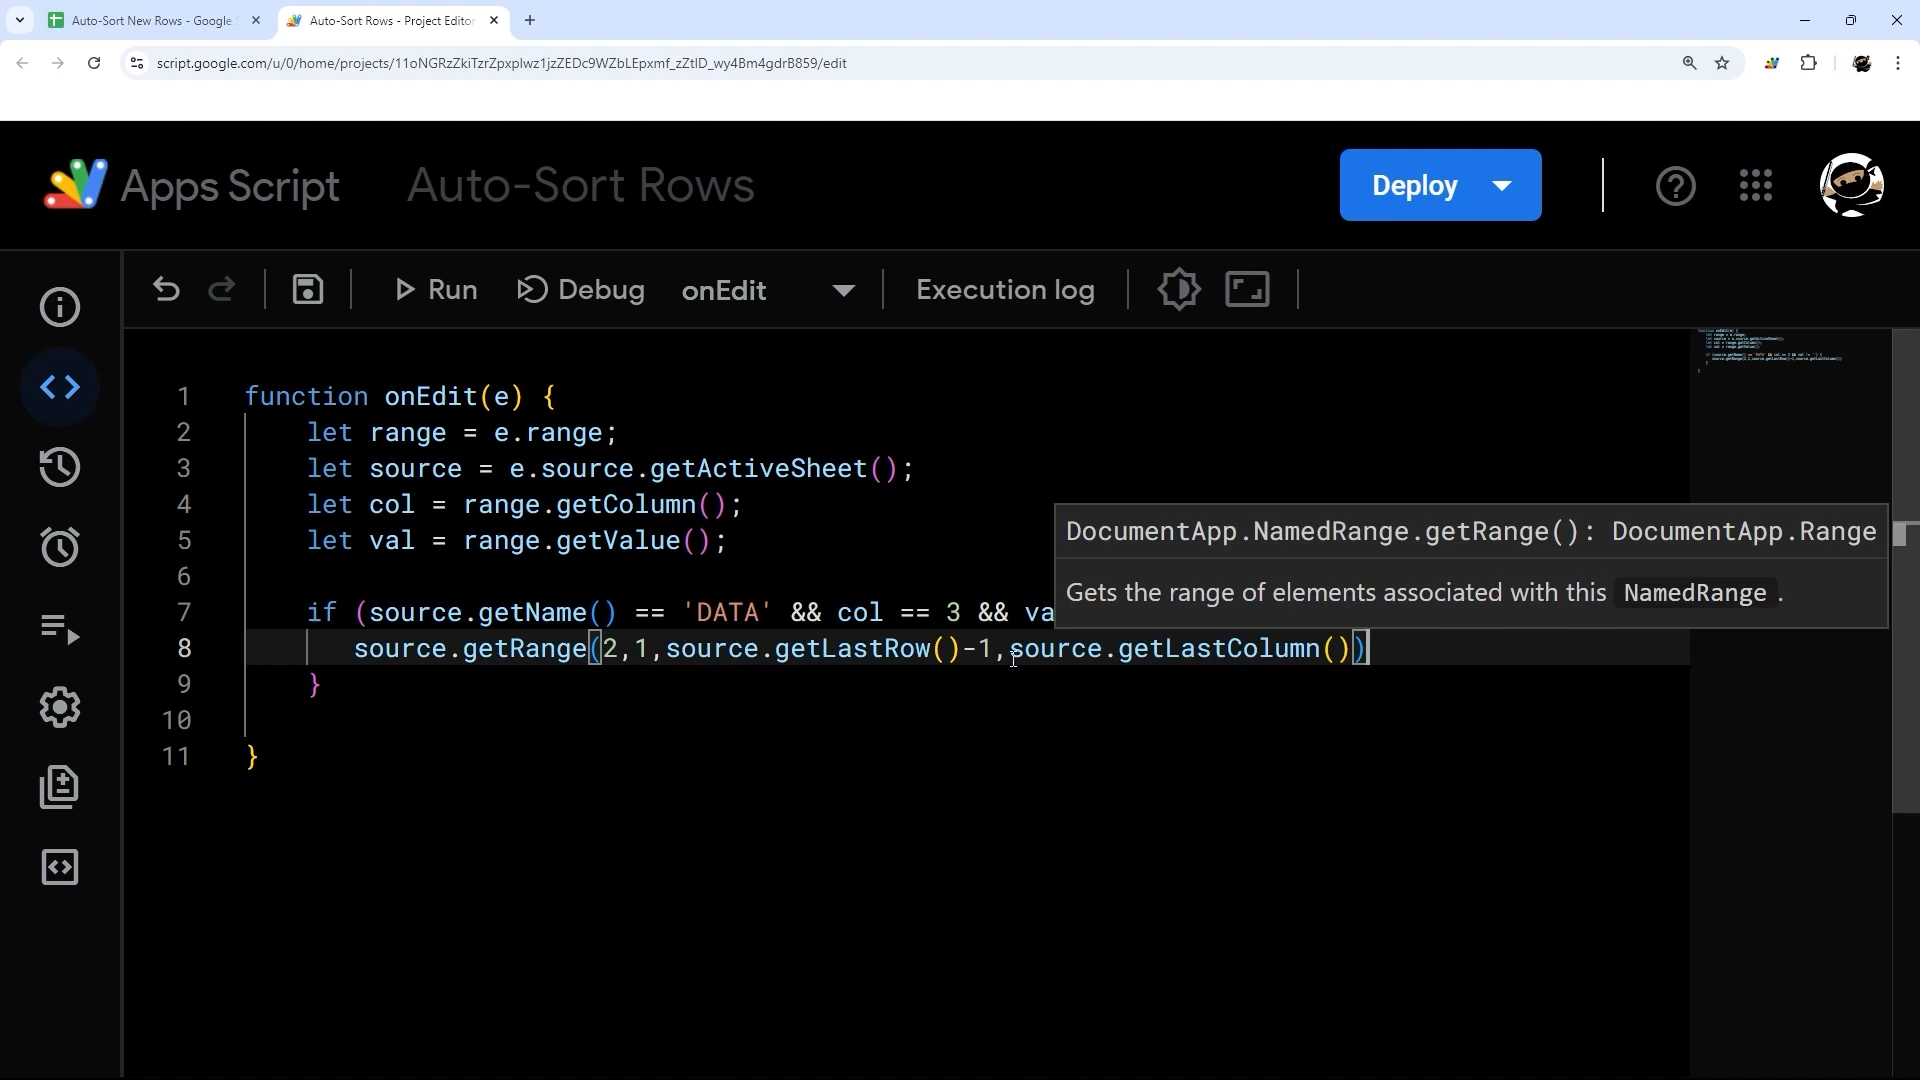 Auto-Sort New Rows - Google
Auto-Sort Rows - Project Editor
script.google.com/u/0/home/projects/11oNGRzZkiTzrZpxplwz1jzZEDc9WZbLEpxmf_zZtlD_wy4Bm4gdrB859/edit
Apps Script
Auto-Sort Rows
Deploy
Run
Debug
onEdit
Execution log
1 function onEdit(e) {
2 let range = e.range;
3 let source = e.source.getActiveSheet();
4 let col = range.getColumn();
5 let val = range.getValue();
DocumentApp.NamedRange.getRange(): DocumentApp.Range
Gets the range of elements associated with this NamedRange .
6
7 if (source.getName() == 'DATA' && col == 3 && va
8 source.getRange(2,1,source.getLastRow()-1,source.getLastColumn())
9 }
10
11 }